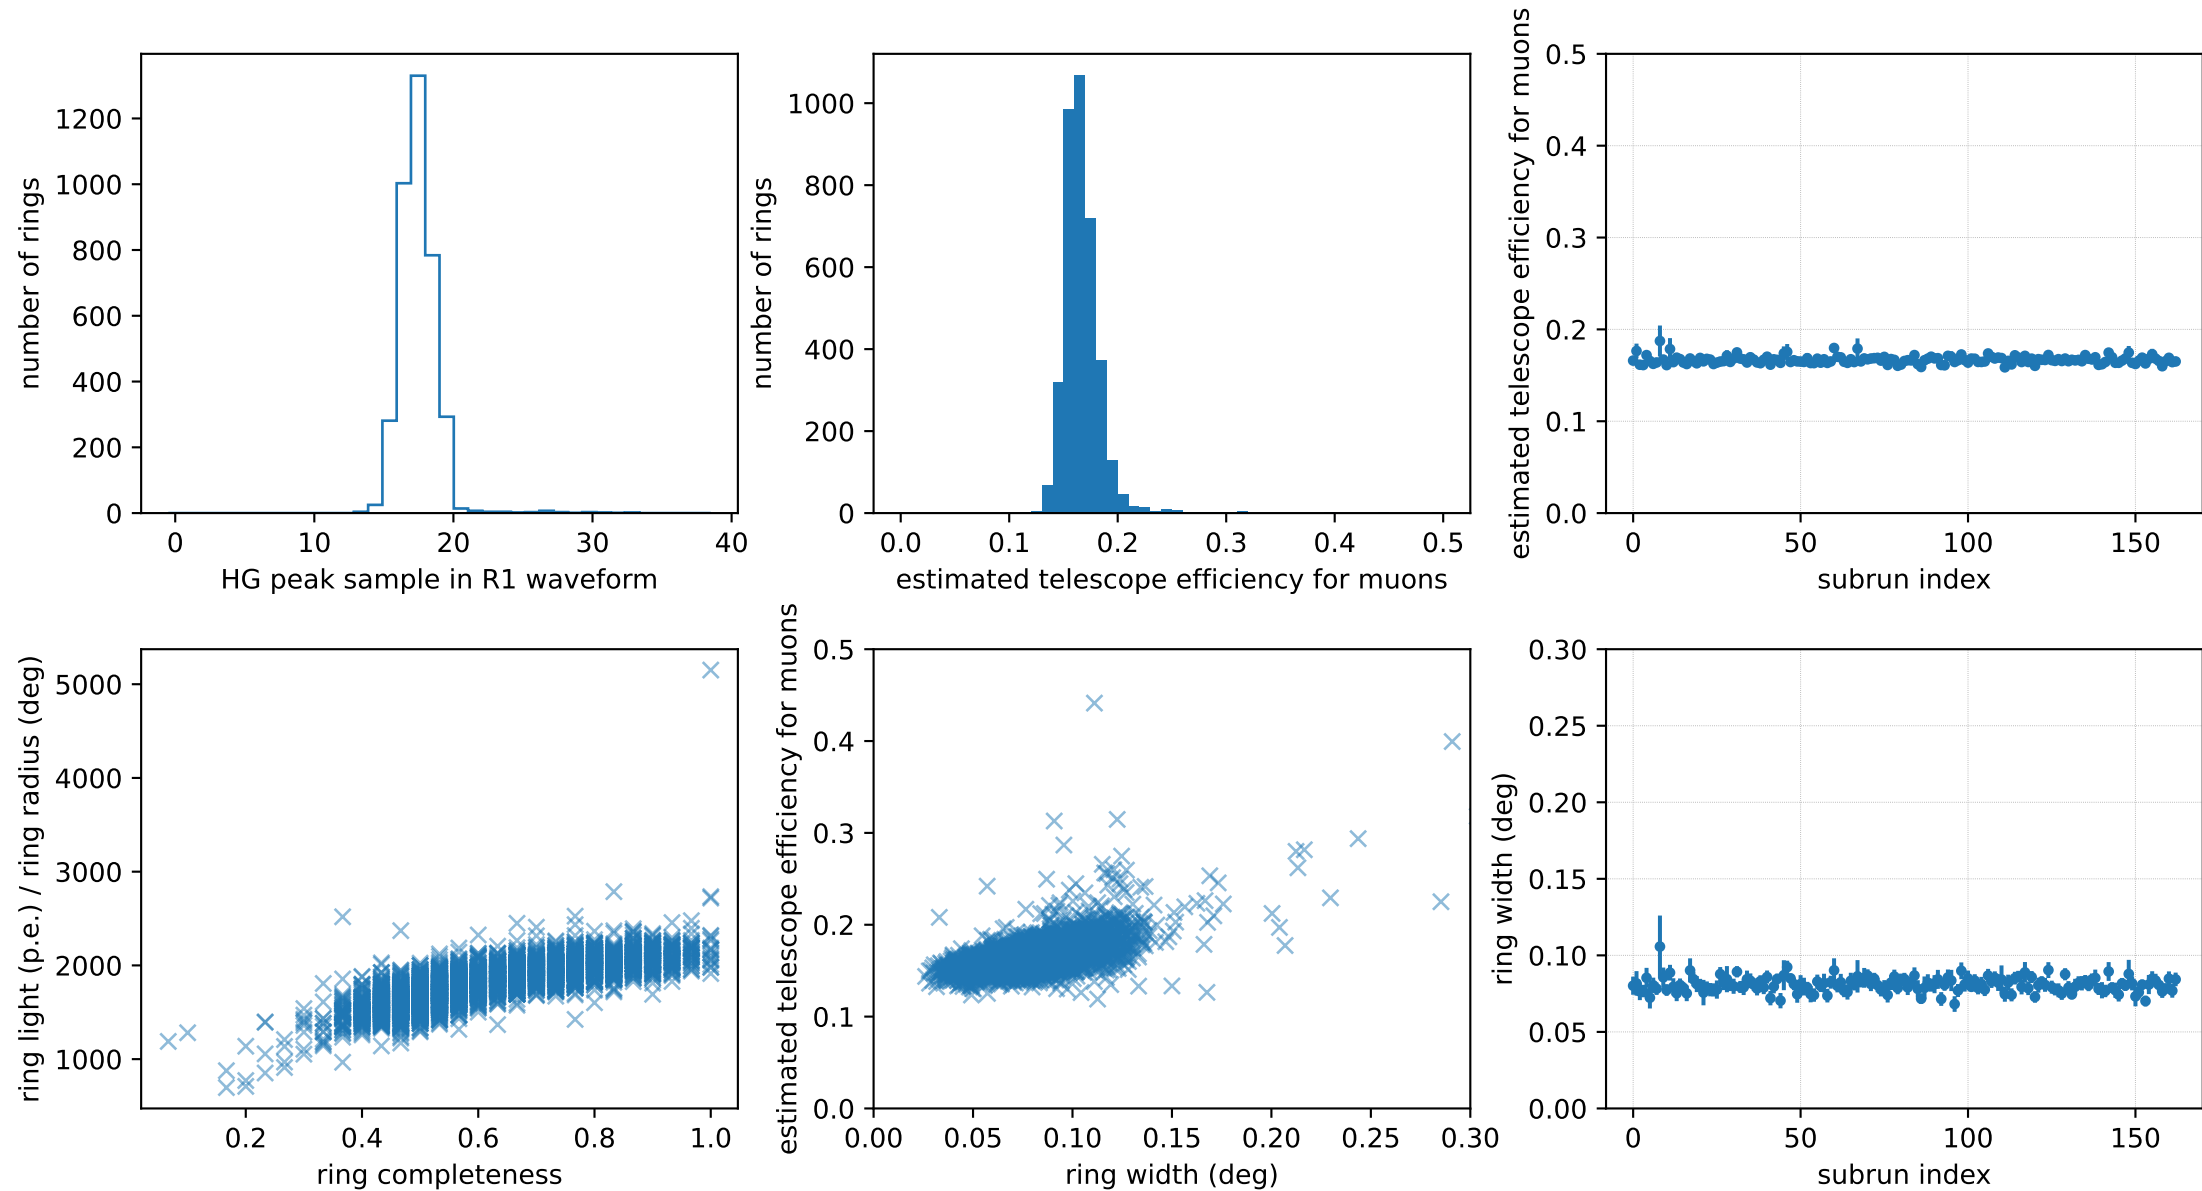 number of rings
1200
1000
800
600
400
200
0
0 10 20 30 40
HG peak sample in R1 waveform
number of rings
1000
800
600
400
200
0
0.0 0.1 0.2 0.3 0.4 0.5
estimated telescope efficiency for muons
estimated telescope efficiency for muons
0.5
0.4
0.3
0.2
0.1
0.0
0 50 100 150
subrun index
ring light (p.e.) / ring radius (deg)
5000
4000
3000
2000
1000
0.2 0.4 0.6 0.8 1.0
ring completeness
estimated telescope efficiency for muons
0.5
0.4
0.3
0.2
0.1
0.0
0.00 0.05 0.10 0.15 0.20 0.25 0.30
ring width (deg)
ring width (deg)
0.30
0.25
0.20
0.15
0.10
0.05
0.00
0 50 100 150
subrun index